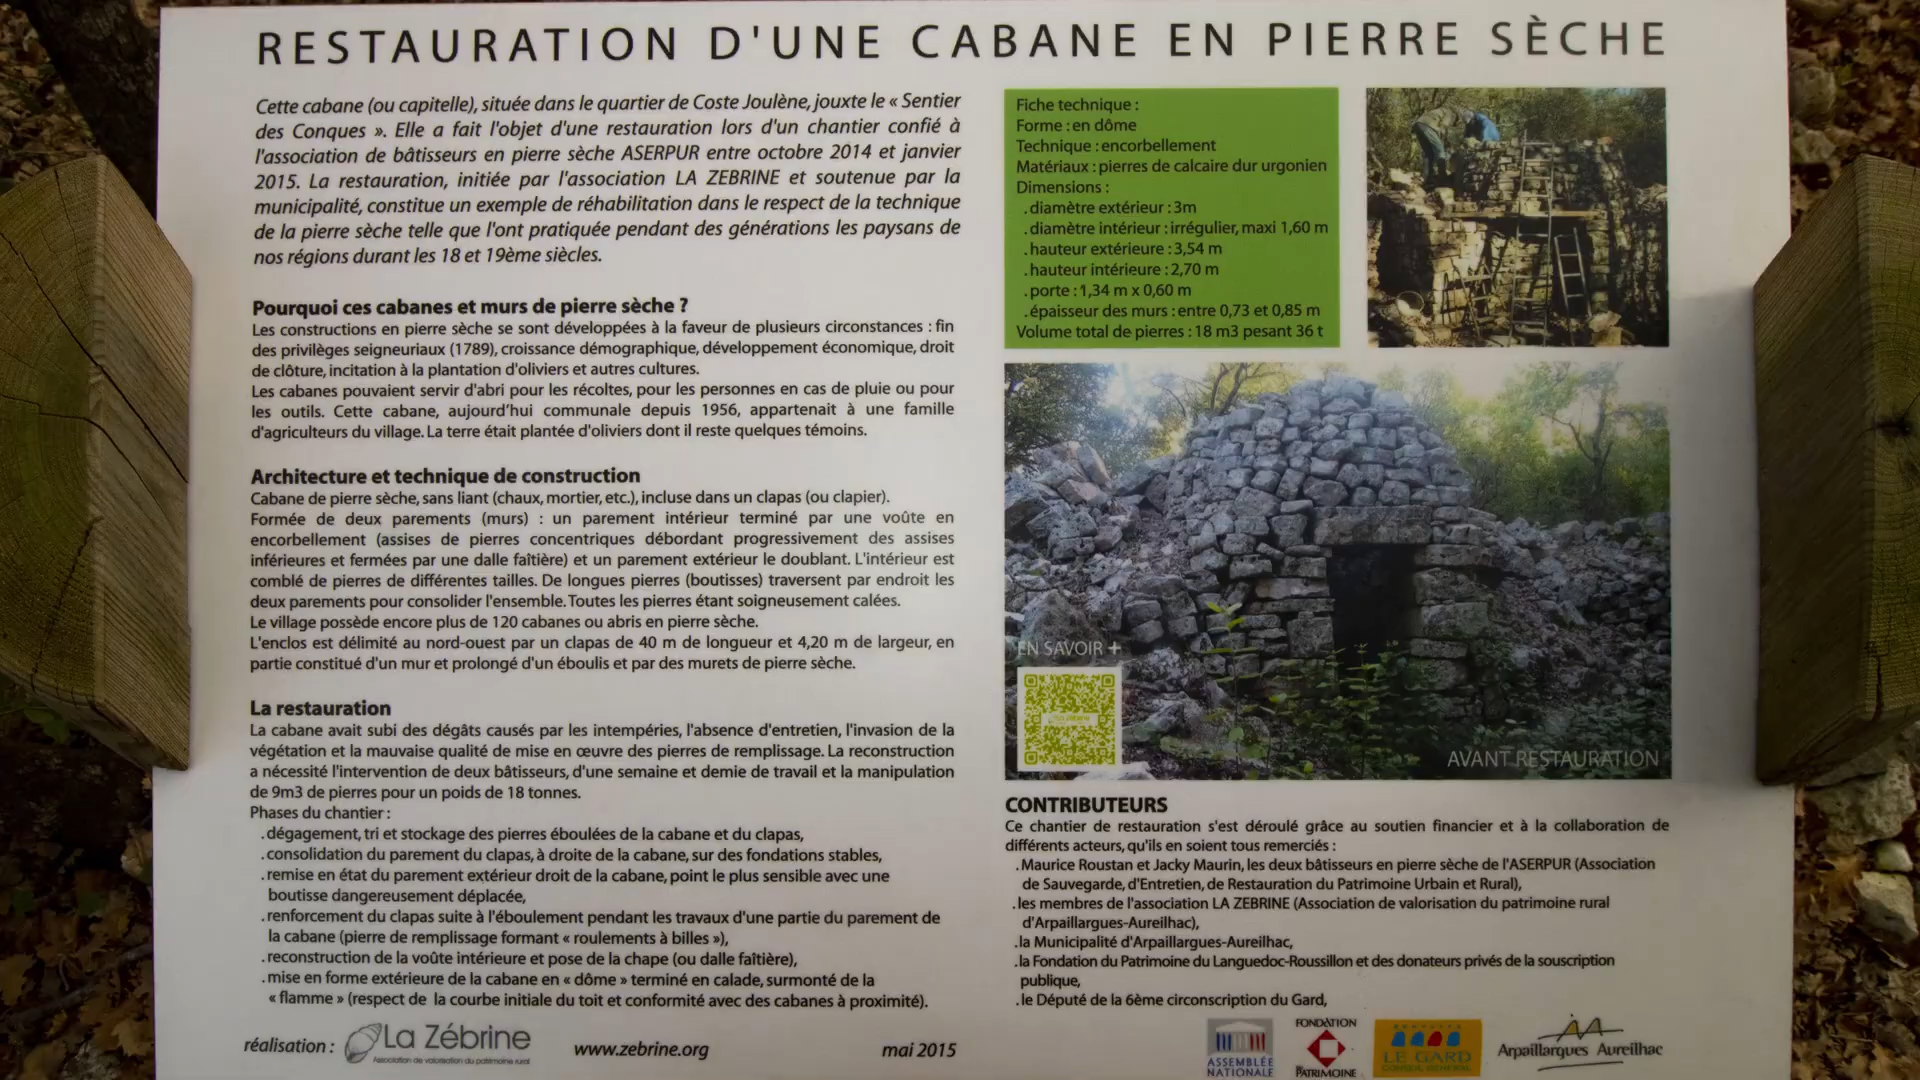 RESTAURATION D'UNE CABANE EN PIERRE SÈCHE
Cette cabane (ou capitelle), située dans le quartier de Coste Joulène, jouxte le « Sentier
des Conques ». Elle a fait l'objet d'une restauration lors d'un chantier confié à
l'association de bâtisseurs en pierre sèche ASERPUR entre octobre 2014 et janvier
2015. La restauration, initiée par l'association LA ZEBRINE et soutenue par la
municipalité, constitue un exemple de réhabilitation dans le respect de la technique
de la pierre sèche telle que l'ont pratiquée pendant des générations les paysans de
nos régions durant les 18 et 19ème siècles.
Pourquoi ces cabanes et murs de pierre sèche ?
Les constructions en pierre sèche se sont développées à la faveur de plusieurs circonstances : fin
des privilèges seigneuriaux (1789), croissance démographique, développement économique, droit
de clôture, incitation à la plantation d'oliviers et autres cultures.
Les cabanes pouvaient servir d'abri pour les récoltes, pour les personnes en cas de pluie ou pour
les outils. Cette cabane, aujourd'hui communale depuis 1956, appartenait à une famille
d'agriculteurs du village. La terre était plantée d'oliviers dont il reste quelques témoins.
Architecture et technique de construction
Cabane de pierre sèche, sans liant (chaux, mortier, etc.), incluse dans un clapas (ou clapier).
Formée de deux parements (murs) : un parement intérieur terminé par une voûte en
encorbellement (assises de pierres concentriques débordant progressivement des assises
inférieures et fermées par une dalle faîtière) et un parement extérieur le doublant. L'intérieur est
comblé de pierres de différentes tailles. De longues pierres (boutisses) traversent par endroit les
deux parements pour consolider l'ensemble. Toutes les pierres étant soigneusement calées.
Le village possède encore plus de 120 cabanes ou abris en pierre sèche.
L'enclos est délimité au nord-ouest par un clapas de 40 m de longueur et 4,20 m de largeur, en
partie constitué d'un mur et prolongé d'un éboulis et par des murets de pierre sèche.
La restauration
La cabane avait subi des dégâts causés par les intempéries, l'absence d'entretien, l'invasion de la
végétation et la mauvaise qualité de mise en œuvre des pierres de remplissage. La reconstruction
a nécessité l'intervention de deux bâtisseurs, d'une semaine et demie de travail et la manipulation
de 9m3 de pierres pour un poids de 18 tonnes.
Phases du chantier :
. dégagement, tri et stockage des pierres éboulées de la cabane et du clapas,
. consolidation du parement du clapas, à droite de la cabane, sur des fondations stables,
. remise en état du parement extérieur droit de la cabane, point le plus sensible avec une
boutisse dangereusement déplacée,
. renforcement du clapas suite à l'éboulement pendant les travaux d'une partie du parement de
la cabane (pierre de remplissage formant « roulements à billes »),
. reconstruction de la voûte intérieure et pose de la chape (ou dalle faîtière),
. mise en forme extérieure de la cabane en « dôme » terminé en calade, surmonté de la
« flamme » (respect de la courbe initiale du toit et conformité avec des cabanes à proximité).
réalisation :
La Zébrine
Association de valorisation du patrimoine rural
www.zebrine.org
mai 2015
Fiche technique :
Forme : en dôme
Technique : encorbellement
Matériaux : pierres de calcaire dur urgonien
Dimensions :
. diamètre extérieur : 3m
. diamètre intérieur : irrégulier, maxi 1,60 m
. hauteur extérieure : 3,54 m
. hauteur intérieure : 2,70 m
. porte : 1,34 m x 0,60 m
. épaisseur des murs : entre 0,73 et 0,85 m
Volume total de pierres : 18 m3 pesant 36 t
EN SAVOIR +
AVANT RESTAURATION
CONTRIBUTEURS
Ce chantier de restauration s'est déroulé grâce au soutien financier et à la collaboration de
différents acteurs, qu'ils en soient tous remerciés :
. Maurice Roustan et Jacky Maurin, les deux bâtisseurs en pierre sèche de l'ASERPUR (Association
de Sauvegarde, d'Entretien, de Restauration du Patrimoine Urbain et Rural),
. les membres de l'association LA ZEBRINE (Association de valorisation du patrimoine rural
d'Arpaillargues-Aureilhac),
. la Municipalité d'Arpaillargues-Aureilhac,
. la Fondation du Patrimoine du Languedoc-Roussillon et des donateurs privés de la souscription
publique,
. le Député de la 6ème circonscription du Gard,
ASSEMBLÉE
NATIONALE
FONDATION
DU PATRIMOINE
LE GARD
CONSEIL GÉNÉRAL
Arpaillargues Aureilhac